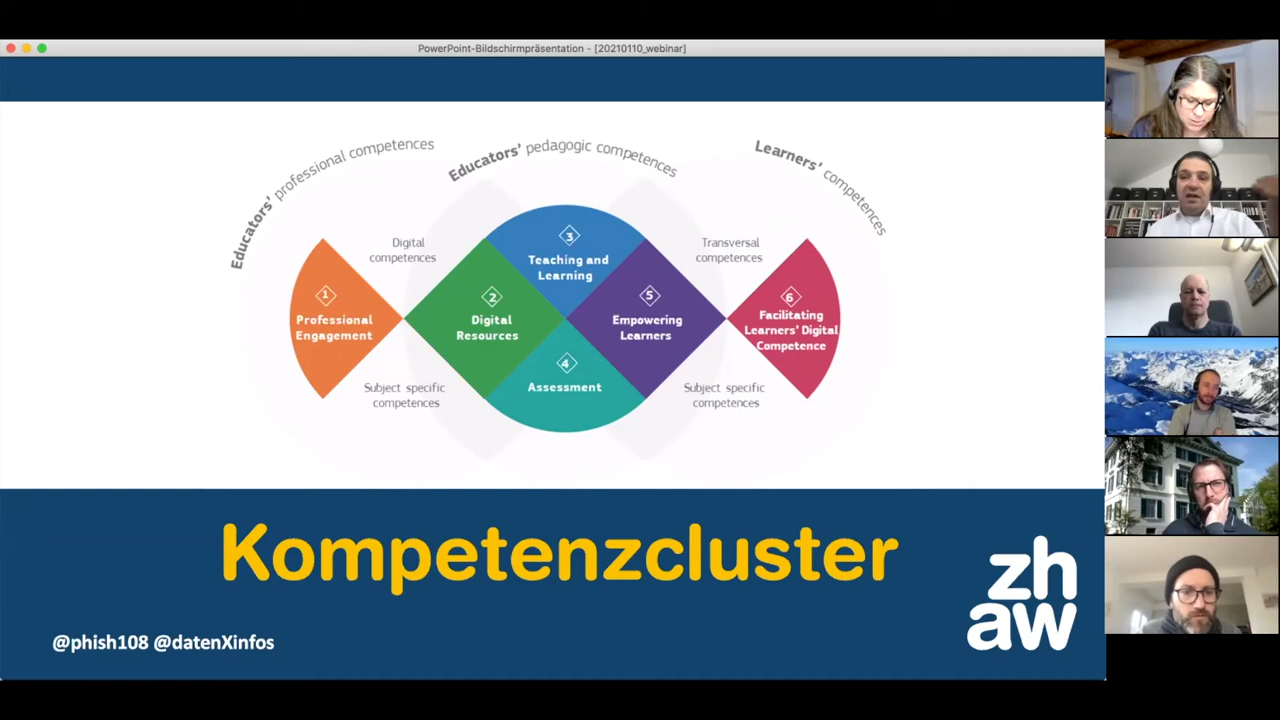 PowerPoint-Bildschirmpräsentation - [20210110_webinar]
Educators' professional competences
Educators' pedagogic competences
Learners' competences
Digital
competences
Transversal
competences
1
Professional
Engagement
2
Digital
Resources
3
Teaching and
Learning
4
Assessment
5
Empowering
Learners
6
Facilitating
Learners' Digital
Competence
Subject specific
competences
Subject specific
competences
Kompetenzcluster
@phish108 @datenXinfos
zh
aw